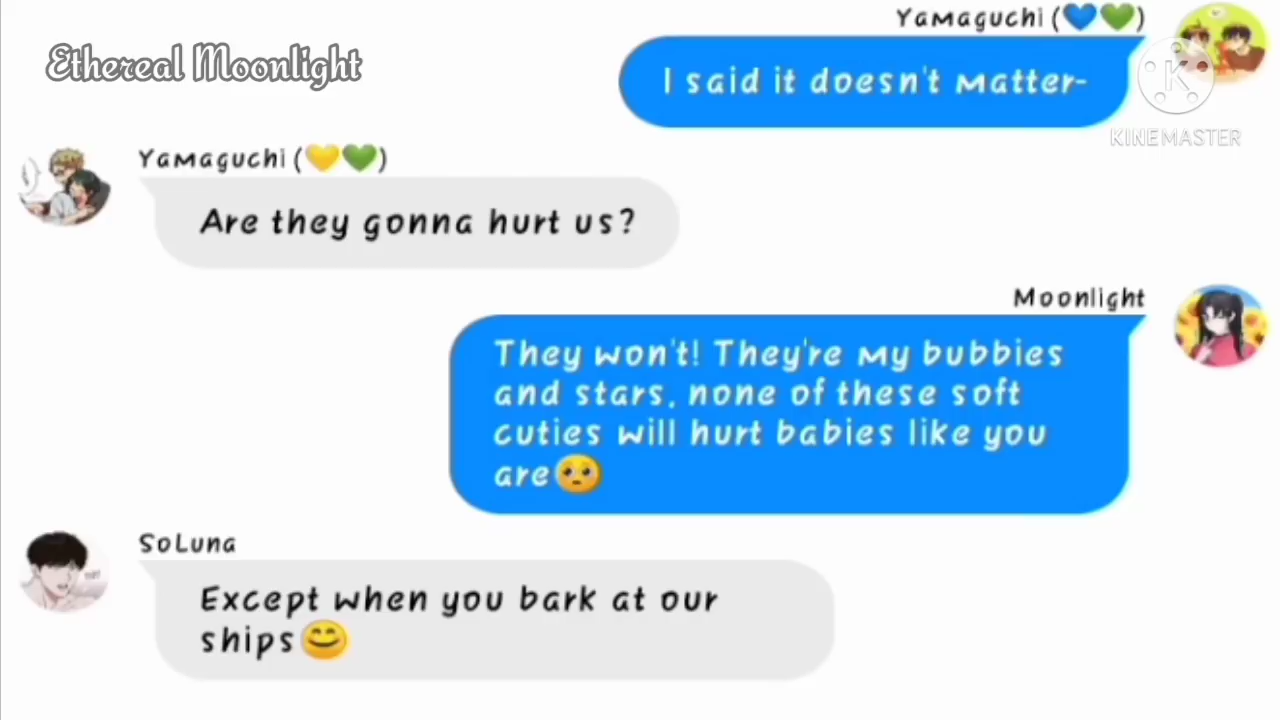 Ethereal Moonlight
Yamaguchi (💙💚)
I said it doesn't matter-
KINEMASTER
Yamaguchi (💛💚)
Are they gonna hurt us?
Moonlight
They won't! They're my bubbies
and stars, none of these soft
cuties will hurt babies like you
are🥺
SoLuna
Except when you bark at our
ships😊